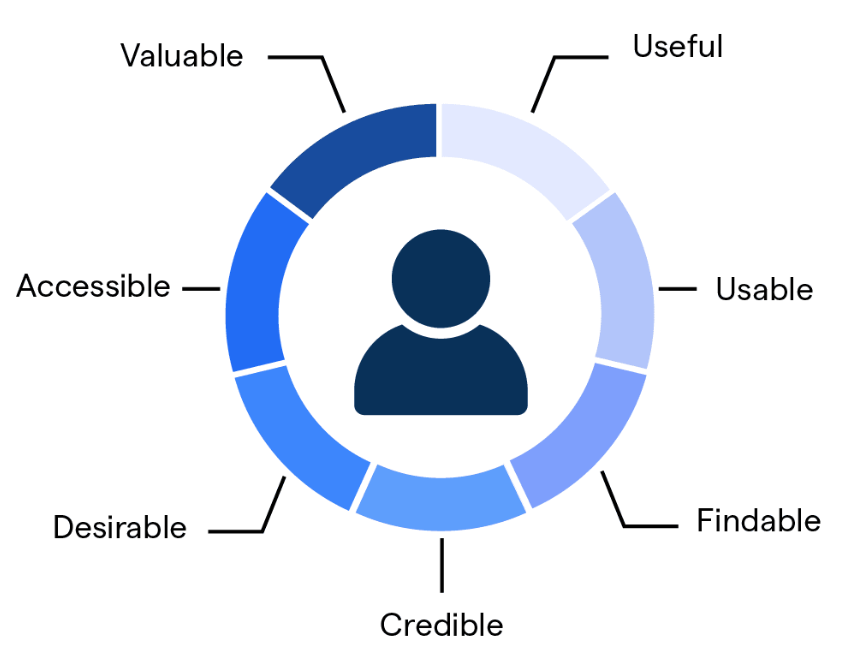 Valuable
Useful
Accessible
Usable
Desirable
Findable
Credible